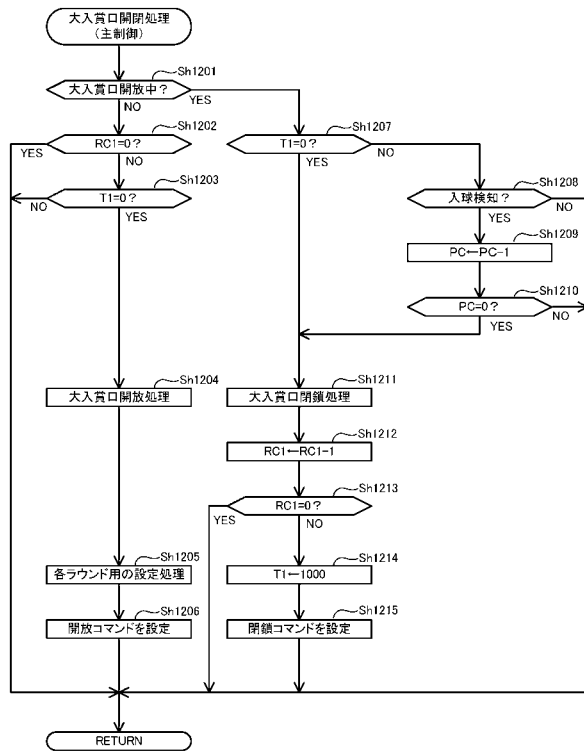 大入賞口開閉処理
(主制御)
Sh1201
大入賞口開放中？
YES
NO
Sh1202
RC1=0？
YES
NO
Sh1203
T1=0？
NO
YES
Sh1204
大入賞口開放処理
Sh1205
各ラウンド用の設定処理
Sh1206
開放コマンドを設定
Sh1207
T1=0？
NO
YES
Sh1208
入球検知？
NO
YES
Sh1209
PC←PC-1
Sh1210
PC=0？
NO
YES
Sh1211
大入賞口閉鎖処理
Sh1212
RC1←RC1-1
Sh1213
RC1=0？
YES
NO
Sh1214
T1←1000
Sh1215
閉鎖コマンドを設定
RETURN